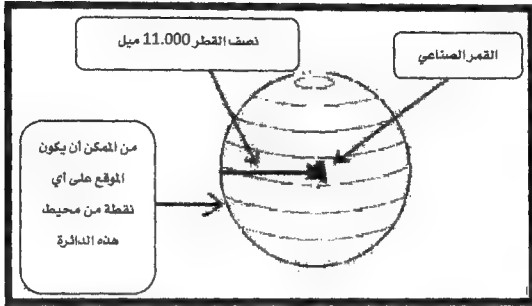 نصف القطر 11.000 ميل
القمر الصناعي
من الممكن أن يكون
الموقع على أي
نقطة من محيط
هذه الدائرة